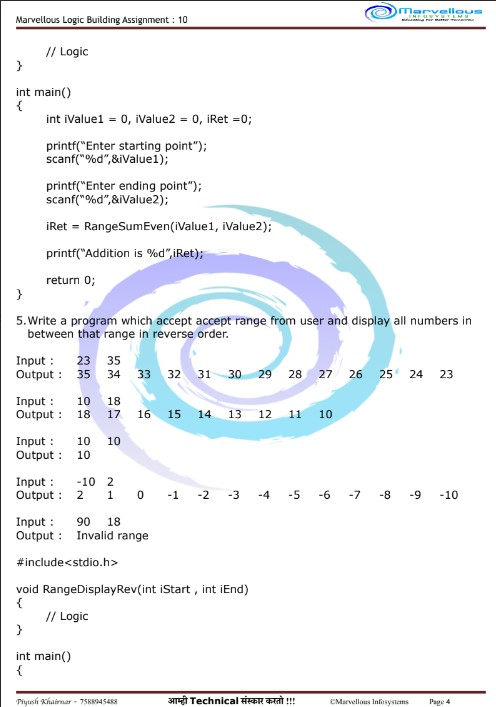 Marvellous Logic Building Assignment : 10
Marvellous
INFOSYSTEMS
Educating for Better Tomorrow
// Logic
}
int main()
{
int iValue1 = 0, iValue2 = 0, iRet =0;
printf(“Enter starting point”);
scanf(“%d”,&iValue1);
printf(“Enter ending point”);
scanf(“%d”,&iValue2);
iRet = RangeSumEven(iValue1, iValue2);
printf(“Addition is %d”,iRet);
return 0;
}
5.Write a program which accept accept range from user and display all numbers in
between that range in reverse order.
Input : 23 35
Output : 35 34 33 32 31 30 29 28 27 26 25 24 23
Input : 10 18
Output : 18 17 16 15 14 13 12 11 10
Input : 10 10
Output : 10
Input : -10 2
Output : 2 1 0 -1 -2 -3 -4 -5 -6 -7 -8 -9 -10
Input : 90 18
Output : Invalid range
#include<stdio.h>
void RangeDisplayRev(int iStart , int iEnd)
{
// Logic
}
int main()
{
Piyush Khairnar - 7588945488 आम्ही Technical संस्कार करतो !!! ©Marvellous Infosystems Page 4